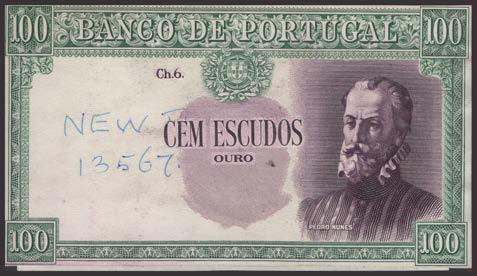 100 BANCO DE PORTUGAL 100
Ch.6.
NEW
CEM ESCUDOS
13567.
OURO
PEDRO NUNES
100 100